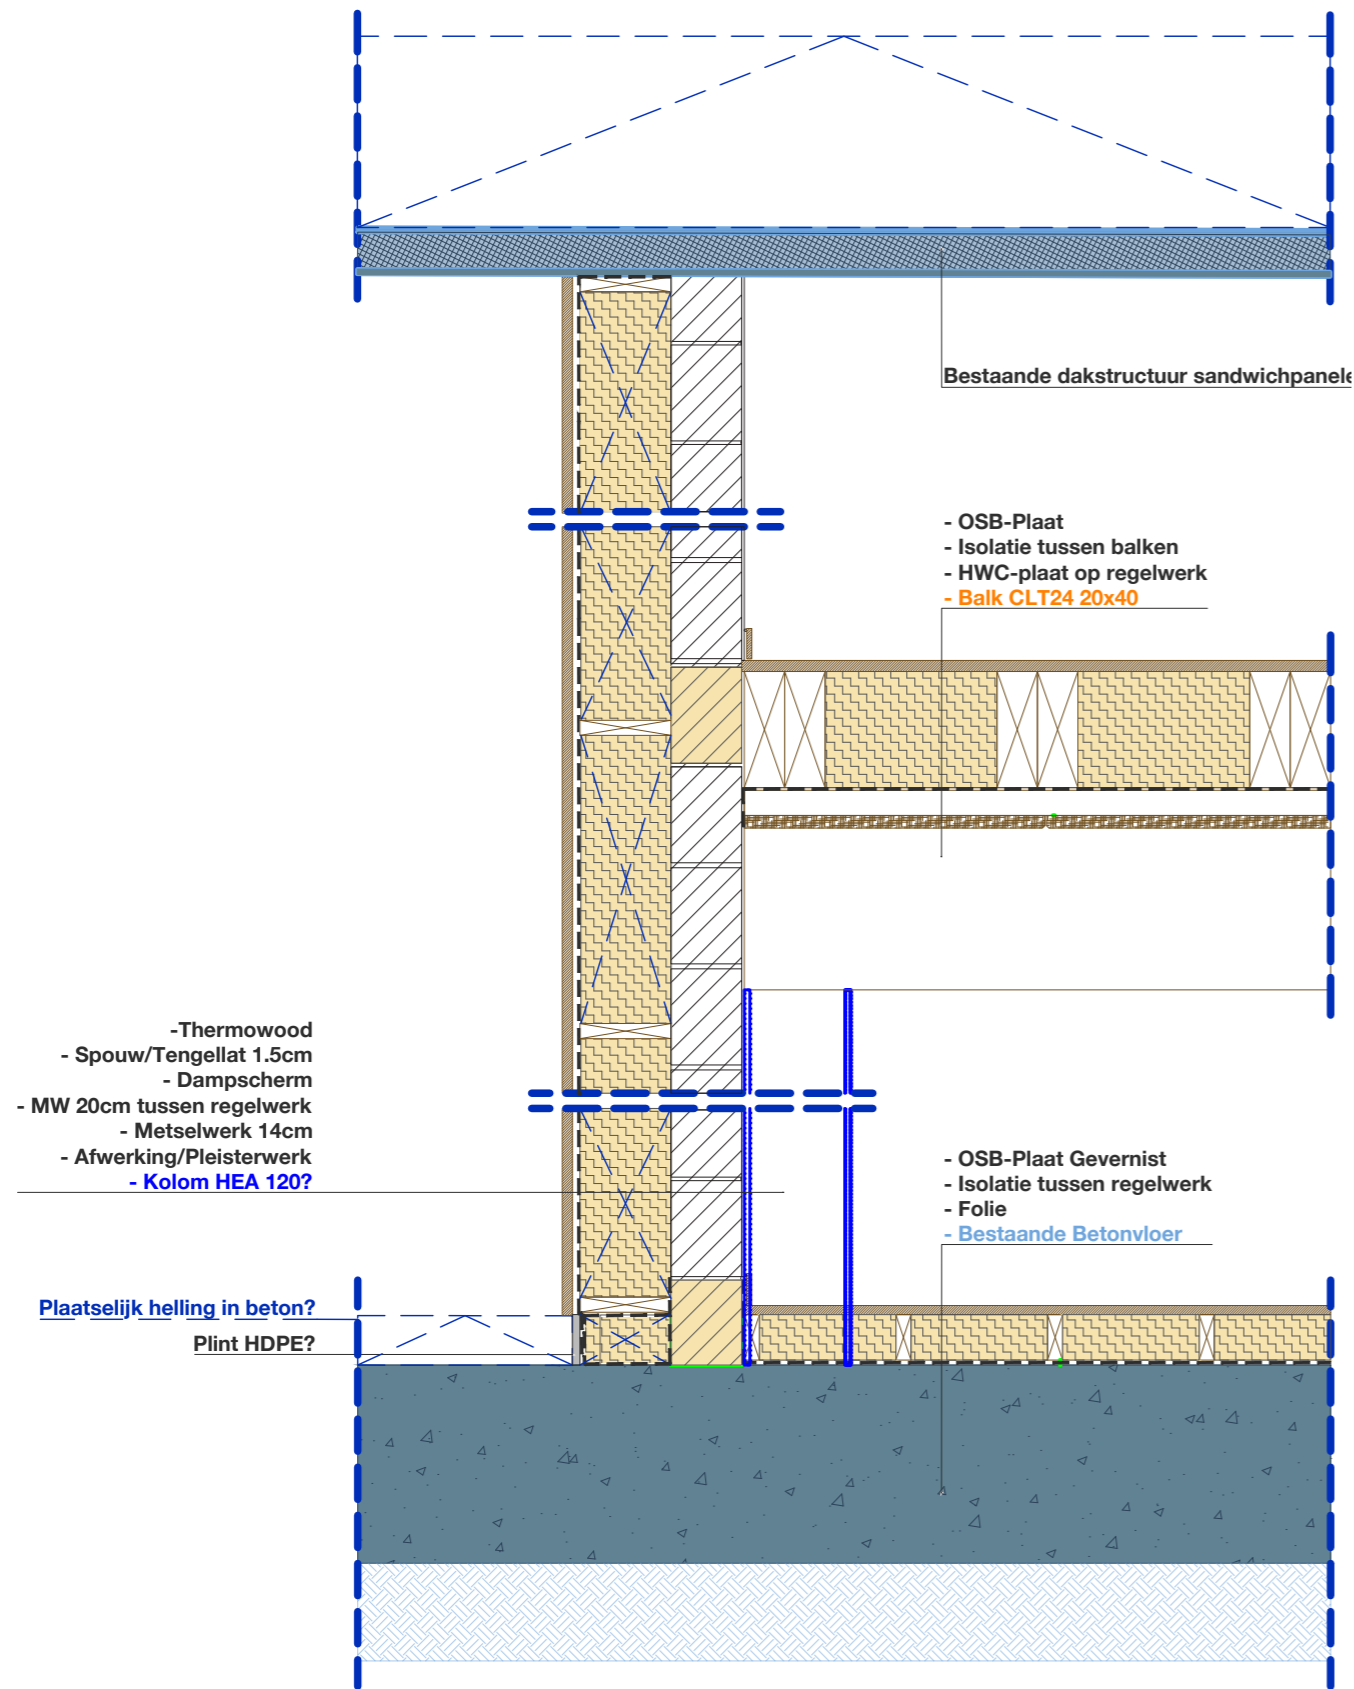 Bestaande dakstructuur sandwichpanele
- OSB-Plaat
- Isolatie tussen balken
- HWC-plaat op regelwerk
- Balk CLT24 20x40
-Thermowood
- Spouw/Tengellat 1.5cm
- Dampscherm
- MW 20cm tussen regelwerk
- Metselwerk 14cm
- Afwerking/Pleisterwerk
- Kolom HEA 120?
- OSB-Plaat Gevernist
- Isolatie tussen regelwerk
- Folie
- Bestaande Betonvloer
Plaatselijk helling in beton?
Plint HDPE?